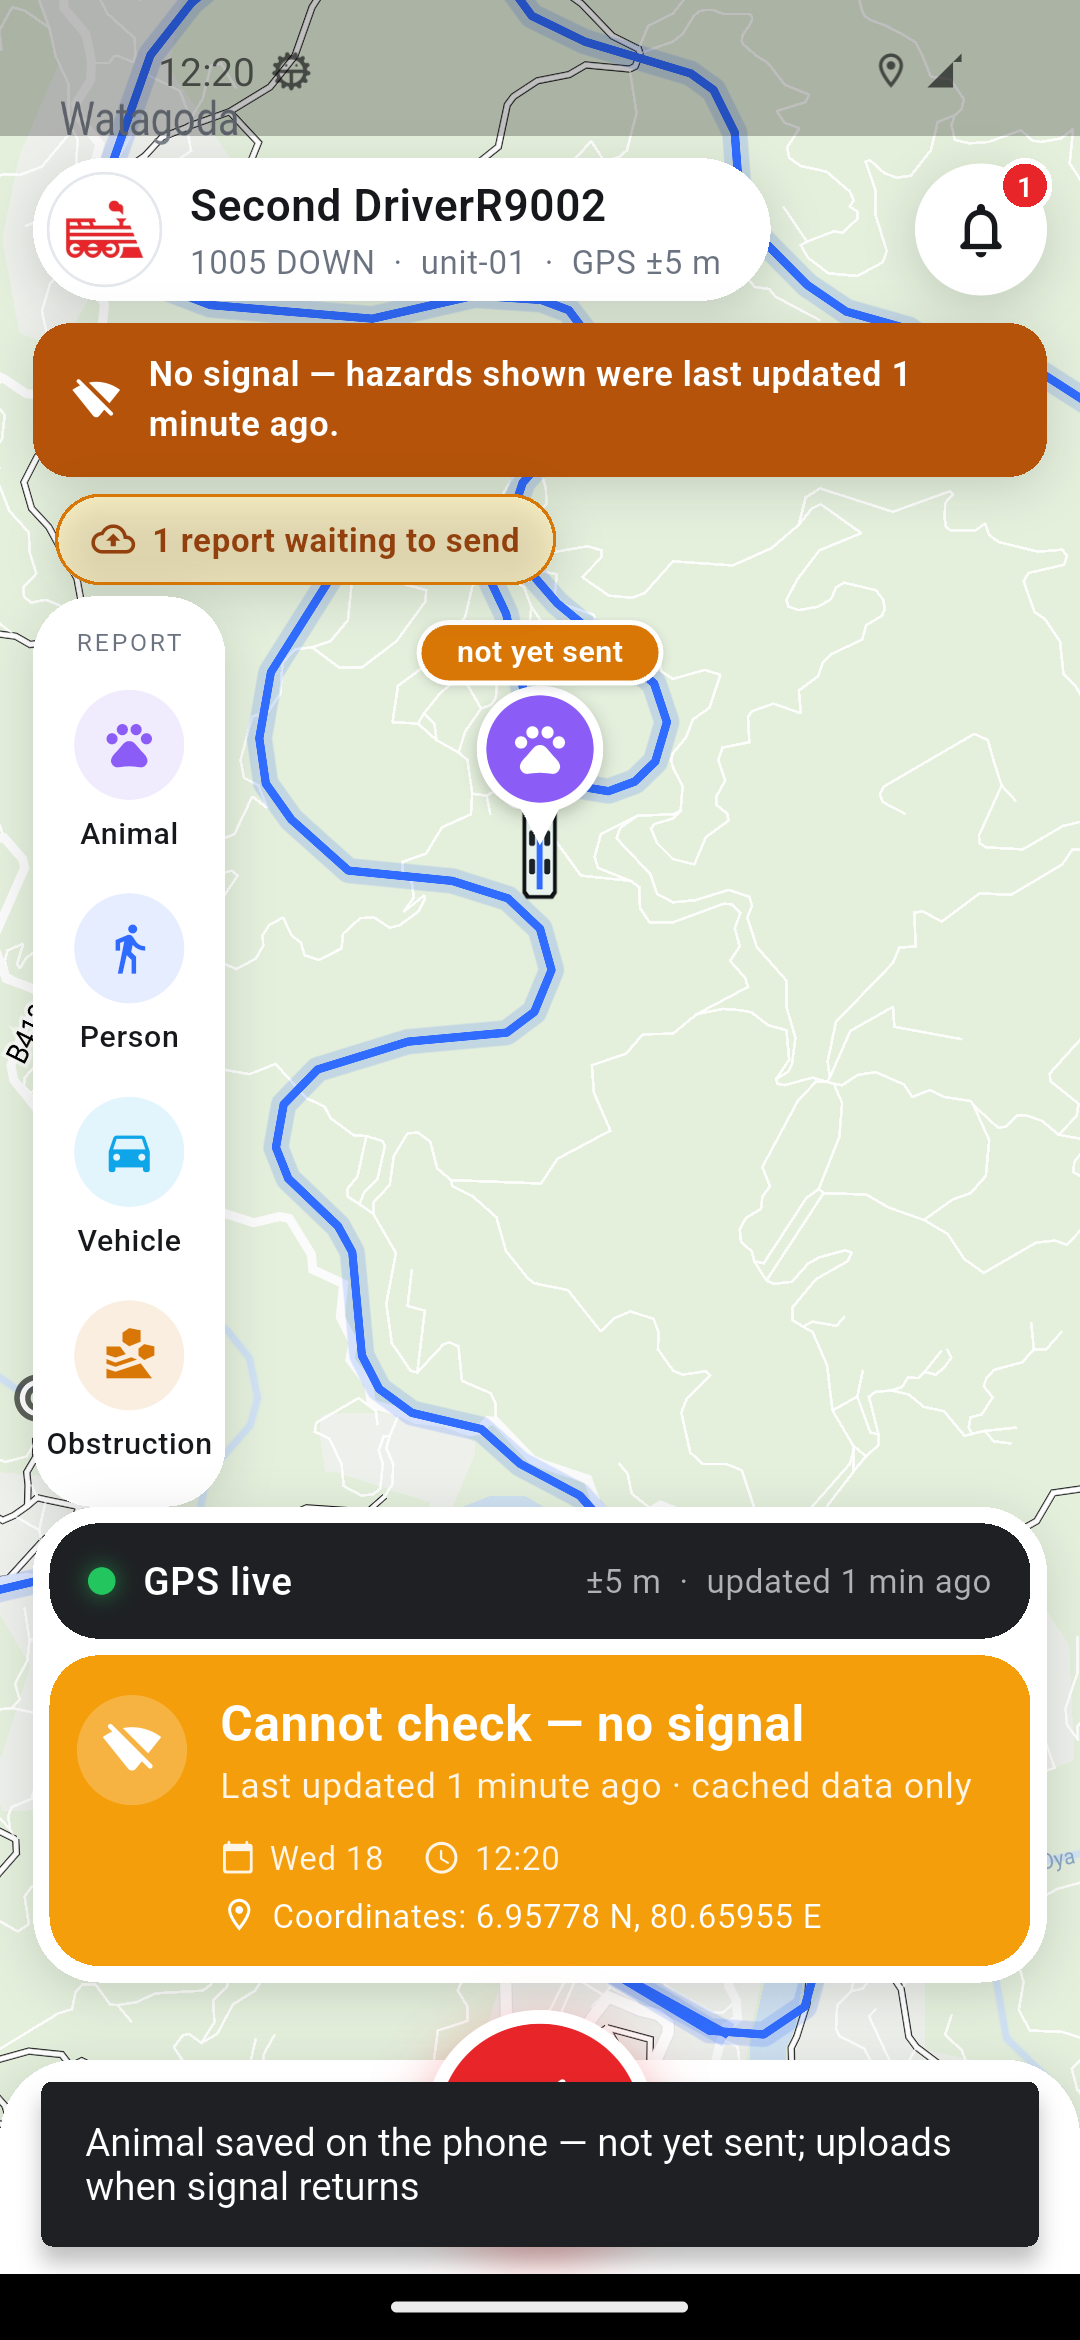 12:20
Watagoda
Second DriverR9002
1
1005 DOWN · unit-01 · GPS ±5 m
No signal — hazards shown were last updated 1
minute ago.
1 report waiting to send
REPORT
not yet sent
Animal
Person
Vehicle
Obstruction
GPS live
±5 m · updated 1 min ago
Cannot check — no signal
Last updated 1 minute ago · cached data only
Wed 18
12:20
Coordinates: 6.95778 N, 80.65955 E
Animal saved on the phone — not yet sent; uploads
when signal returns